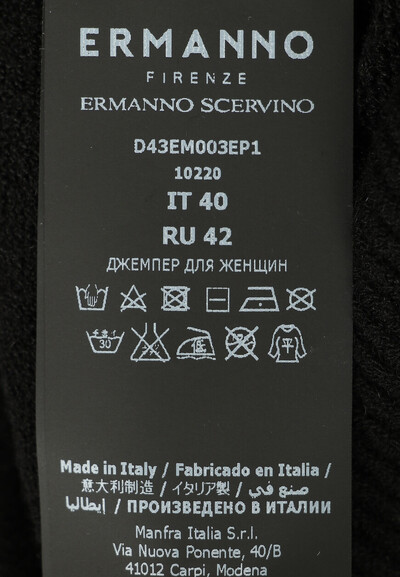 ERMANNO
FIRENZE
ERMANNO SCERVINO
D43EM003EP1
10220
IT 40
RU 42
ДЖЕМПЕР ДЛЯ ЖЕНЩИН
30
平
Made in Italy / Fabricado en Italia /
意大利制造 / イタリア製 / صنع في
إيطاليا / ПРОИЗВЕДЕНО В ИТАЛИИ
Manfra Italia S.r.l.
Via Nuova Ponente, 40/B
41012 Carpi, Modena